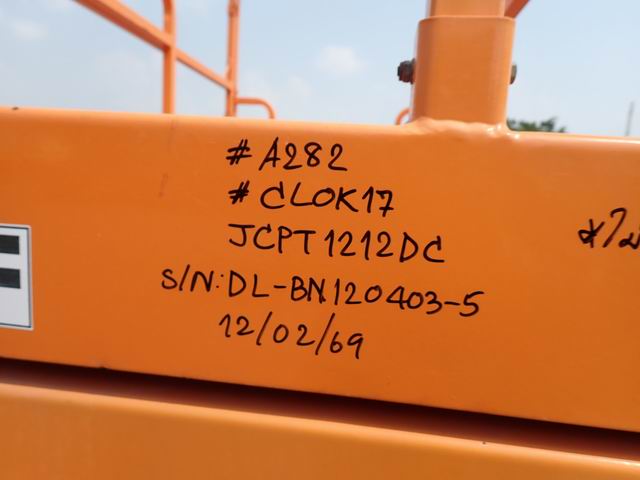 #A282
#CLOK17
JCPT1212DC
S/N:DL-BN120403-5
12/02/69